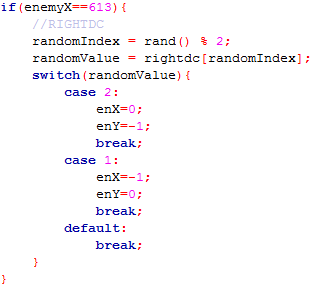 if(enemyX==613){
//RIGHTDC
randomIndex = rand() % 2;
randomValue = rightdc[randomIndex];
switch(randomValue){
case 2:
enX=0;
enY=-1;
break;
case 1:
enX=-1;
enY=0;
break;
default:
break;
}
}